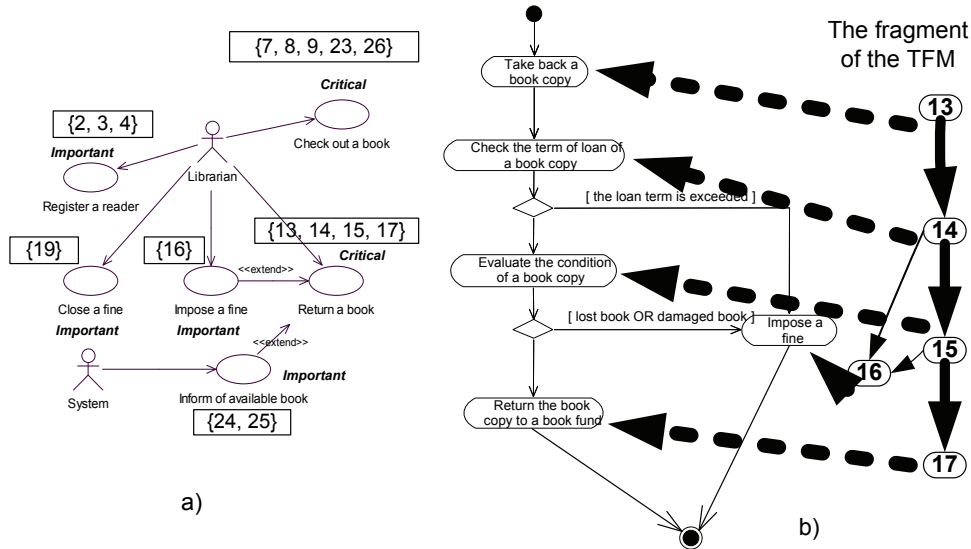 {7, 8, 9, 23, 26}
Critical
Check out a book
{2, 3, 4}
Important
Register a reader
Librarian
{19}
Close a fine
Important
{16}
Impose a fine
Important
<<extend>>
{13, 14, 15, 17}
Critical
Return a book
<<extend>>
System
Important
Inform of available book
{24, 25}
a)
Take back a
book copy
Check the term of loan of
a book copy
[ the loan term is exceeded ]
Evaluate the condition
of a book copy
[ lost book OR damaged book ]
Impose a
fine
Return the book
copy to a book fund
The fragment
of the TFM
13
14
15
16
17
b)